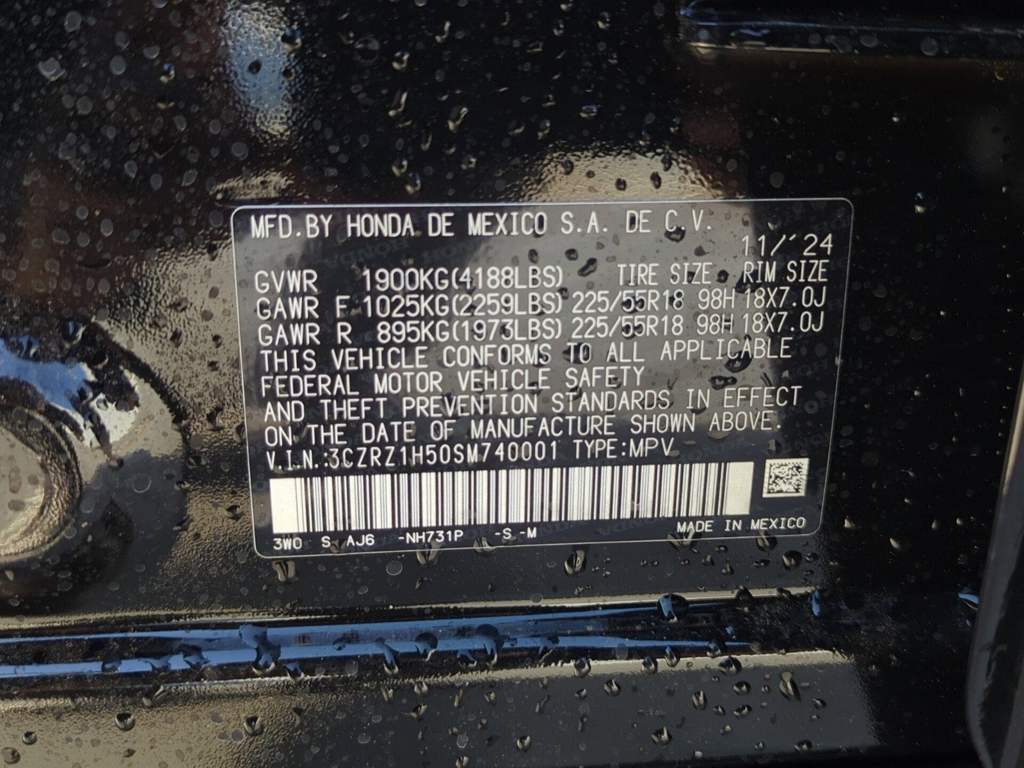 MFD.BY HONDA DE MEXICO S.A. DE C.V.
11/'24
GVWR 1900KG(4188LBS) TIRE SIZE RIM SIZE
GAWR F 1025KG(2259LBS) 225/55R18 98H 18X7.0J
GAWR R 895KG(1973LBS) 225/55R18 98H 18X7.0J
THIS VEHICLE CONFORMS TO ALL APPLICABLE
FEDERAL MOTOR VEHICLE SAFETY
AND THEFT PREVENTION STANDARDS IN EFFECT
ON THE DATE OF MANUFACTURE SHOWN ABOVE.
V.I.N.:3CZRZ1H50SM740001 TYPE:MPV
3W0 S AJ6 -NH731P -S -M MADE IN MEXICO